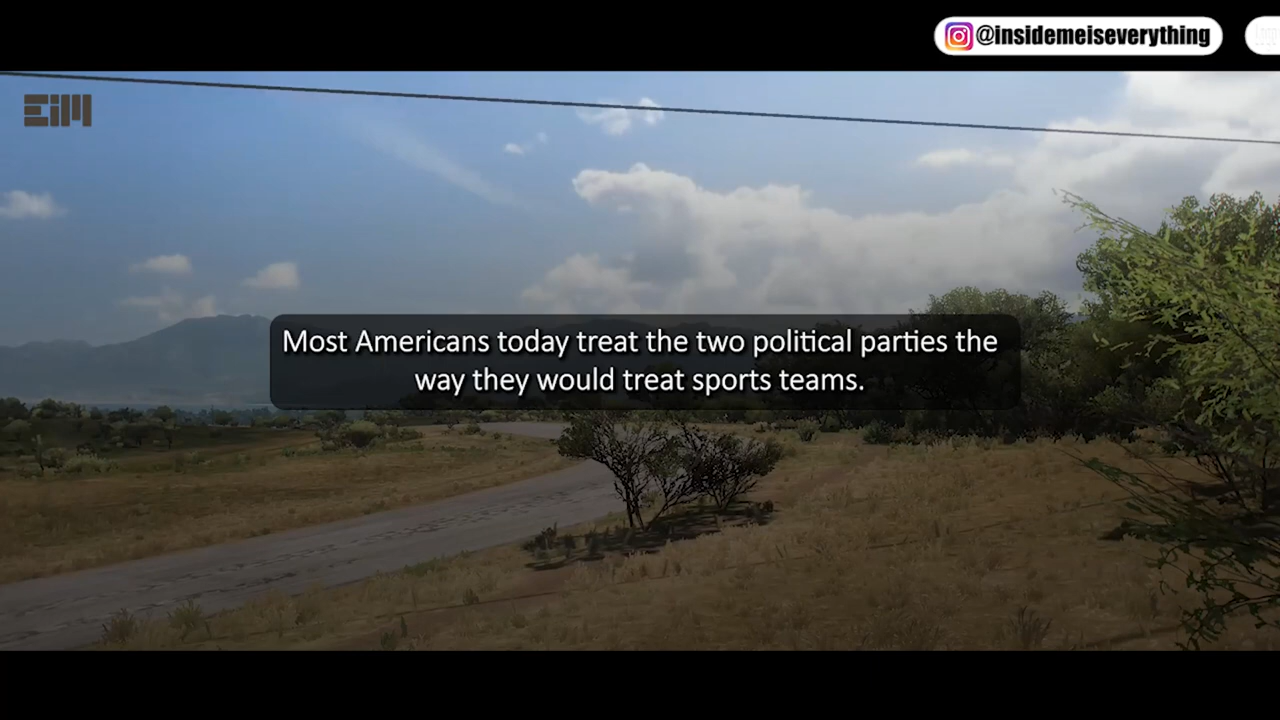 @insidemeiseverything
EiM
Most Americans today treat the two political parties the
way they would treat sports teams.